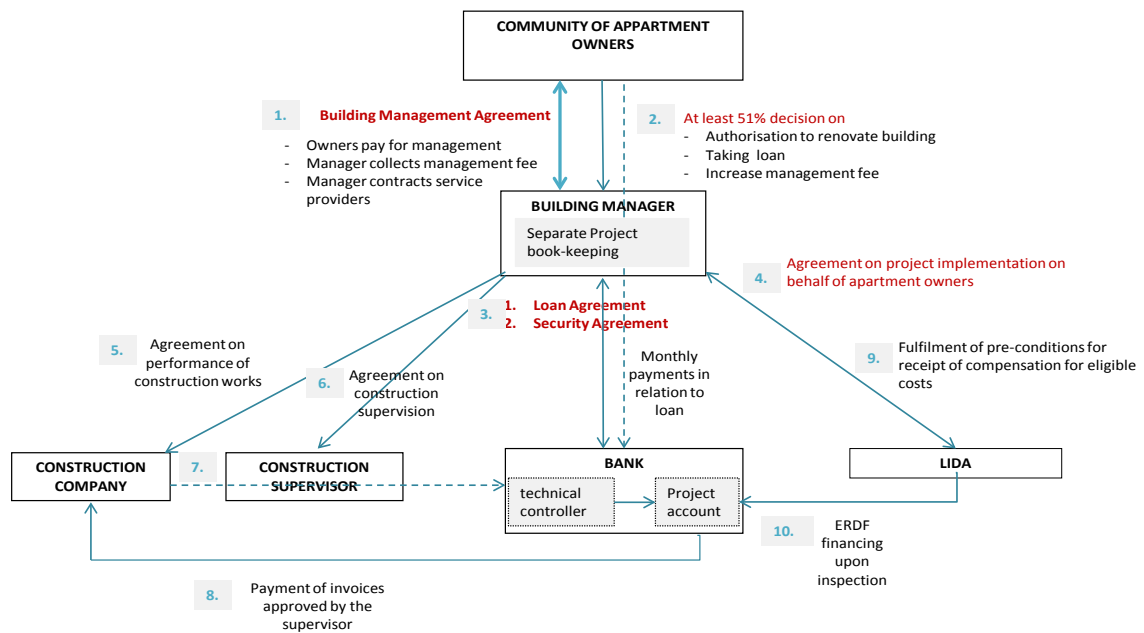 COMMUNITY OF APPARTMENT
OWNERS
1.
Building Management Agreement
- Owners pay for management
- Manager collects management fee
- Manager contracts service
providers
2.
At least 51% decision on
- Authorisation to renovate building
- Taking loan
- Increase management fee
BUILDING MANAGER
Separate Project
book-keeping
3.
1. Loan Agreement
2. Security Agreement
4.
Agreement on project implementation on
behalf of apartment owners
5.
Agreement on
performance of
construction works
6.
Agreement on
construction
supervision
Monthly
payments in
relation to
loan
9.
Fulfilment of pre-conditions for
receipt of compensation for eligible
costs
CONSTRUCTION
COMPANY
7.
CONSTRUCTION
SUPERVISOR
BANK
technical
controller
Project
account
LIDA
10.
ERDF
financing
upon
inspection
8.
Payment of invoices
approved by the
supervisor